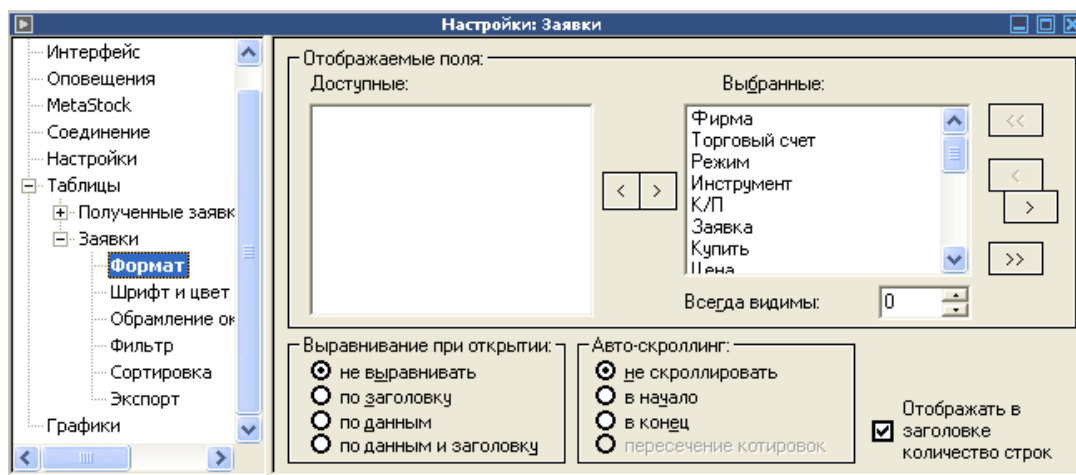 Настройки: Заявки
Интерфейс
Оповещения
MetaStock
Соединение
Настройки
Таблицы
Полученные заявк
Заявки
Формат
Шрифт и цвет
Обрамление ок
Фильтр
Сортировка
Экспорт
Графики
Отображаемые поля:
Доступные:
< >
Выбранные:
Фирма
Торговый счет
Режим
Инструмент
К/П
Заявка
Купить
Цена
<<
<
>
>>
Всегда видимы: 0
Выравнивание при открытии:
не выравнивать
по заголовку
по данным
по данным и заголовку
Авто-скроллинг:
не скроллировать
в начало
в конец
пересечение котировок
Отображать в
заголовке
количество строк